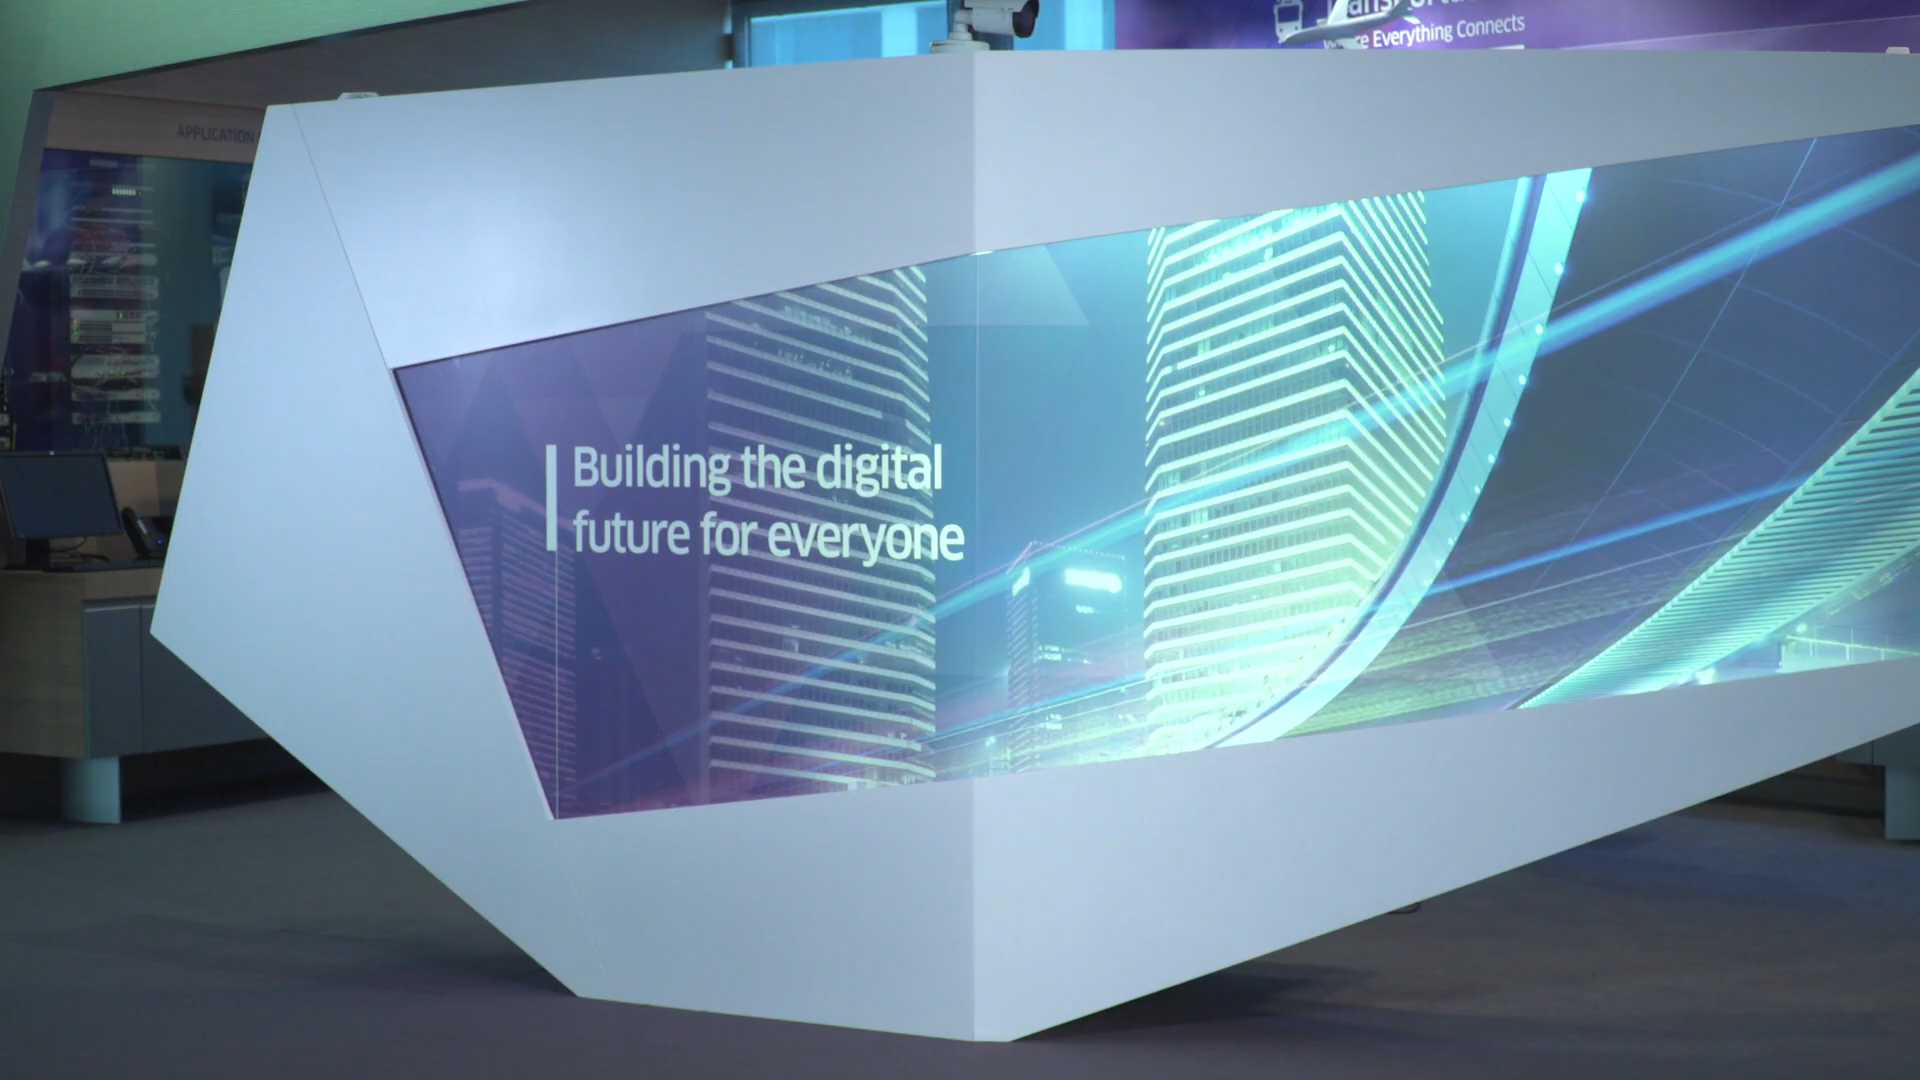 Everything Connects
APPLICATION
Building the digital
future for everyone